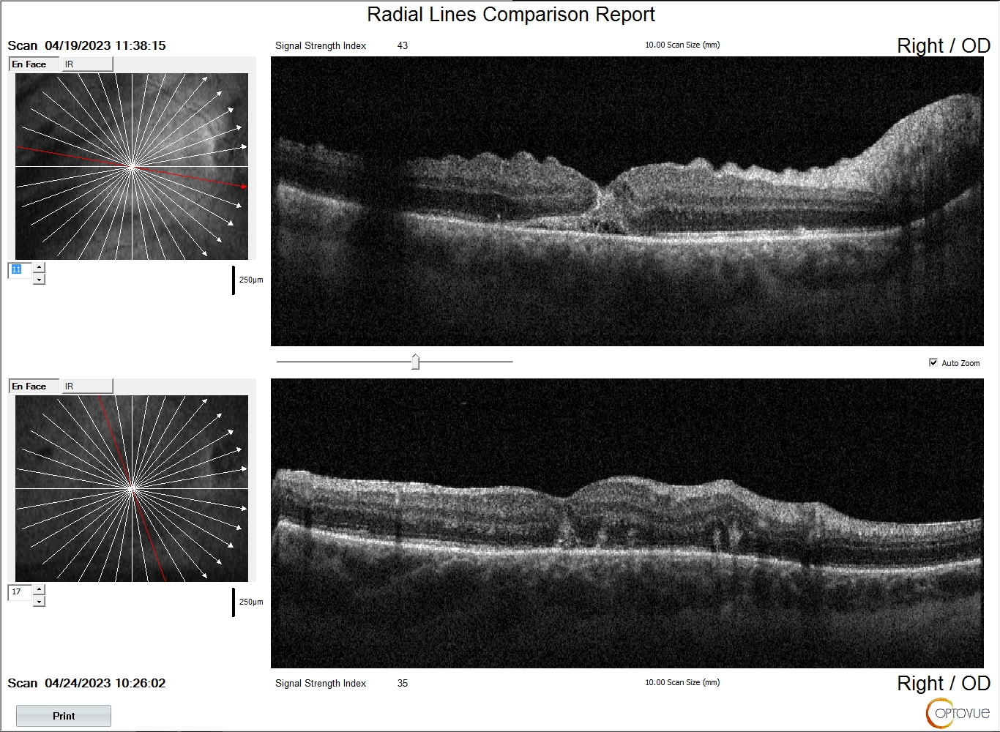 Radial Lines Comparison Report
Scan 04/19/2023 11:38:15
Signal Strength Index 43
10.00 Scan Size (mm)
Right / OD
En Face IR
11
250µm
Auto Zoom
En Face IR
17
250µm
Scan 04/24/2023 10:26:02
Signal Strength Index 35
10.00 Scan Size (mm)
Right / OD
Print
OPTOVUE